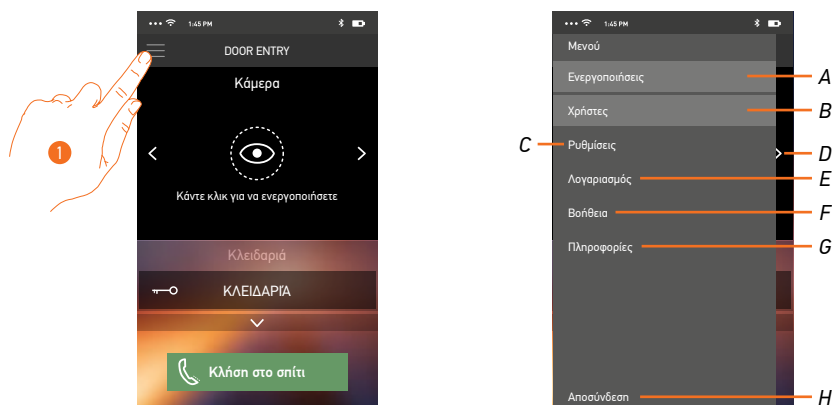 1:45 PM
DOOR ENTRY
Κάμερα
Κάντε κλικ για να ενεργοποιήσετε
Κλειδαριά
ΚΛΕΙΔΑΡΙΆ
Κλήση στο σπίτι
1
1:45 PM
Μενού
Ενεργοποιήσεις A
Χρήστες B
C Ρυθμίσεις
D
Λογαριασμός E
Βοήθεια F
Πληροφορίες G
Αποσύνδεση H